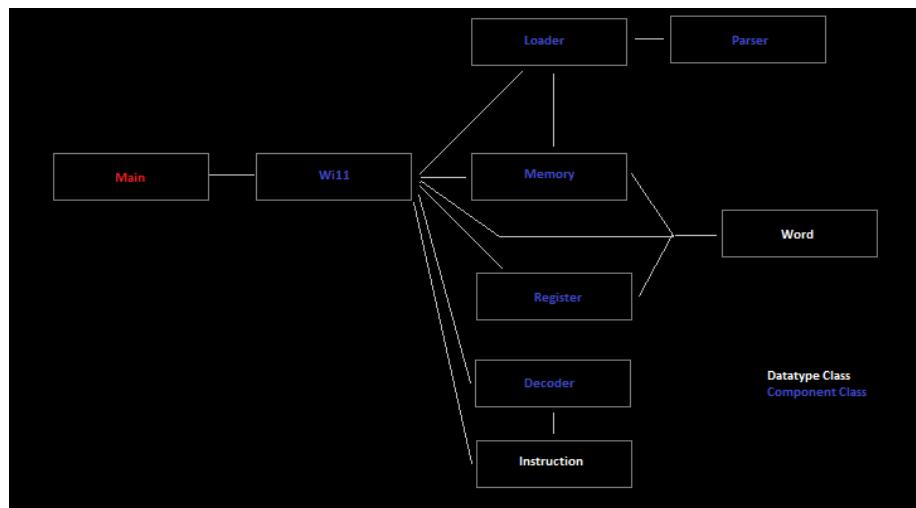 Loader
Parser
Main
Wi11
Memory
Word
Register
Decoder
Datatype Class
Component Class
Instruction